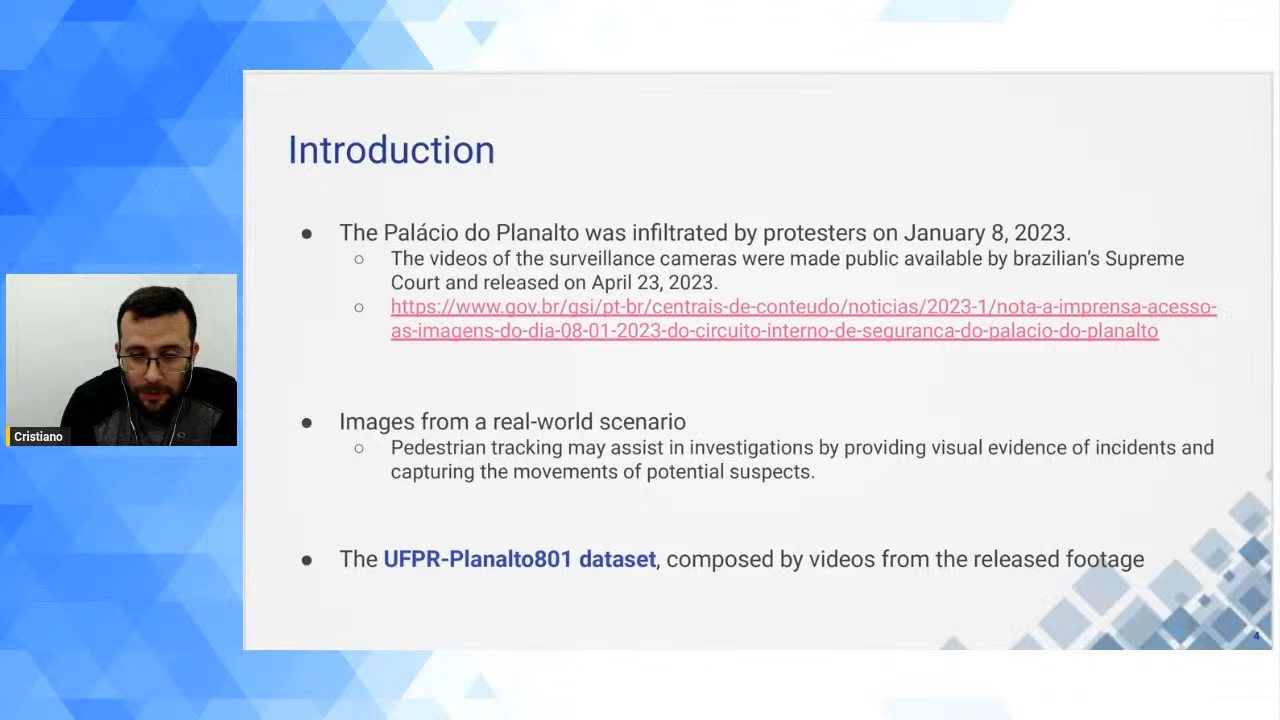 Introduction
● The Palácio do Planalto was infiltrated by protesters on January 8, 2023.
○ The videos of the surveillance cameras were made public available by brazilian's Supreme
Court and released on April 23, 2023.
○ https://www.gov.br/gsi/pt-br/centrais-de-conteudo/noticias/2023-1/nota-a-imprensa-acesso-
as-imagens-do-dia-08-01-2023-do-circuito-interno-de-seguranca-do-palacio-do-planalto
● Images from a real-world scenario
○ Pedestrian tracking may assist in investigations by providing visual evidence of incidents and
capturing the movements of potential suspects.
● The UFPR-Planalto801 dataset, composed by videos from the released footage
4
Cristiano